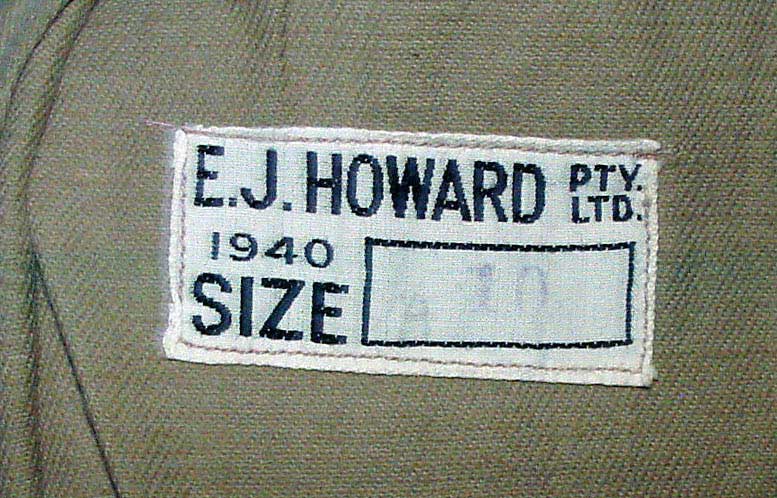 E.J. HOWARD PTY. LTD.
1940
SIZE